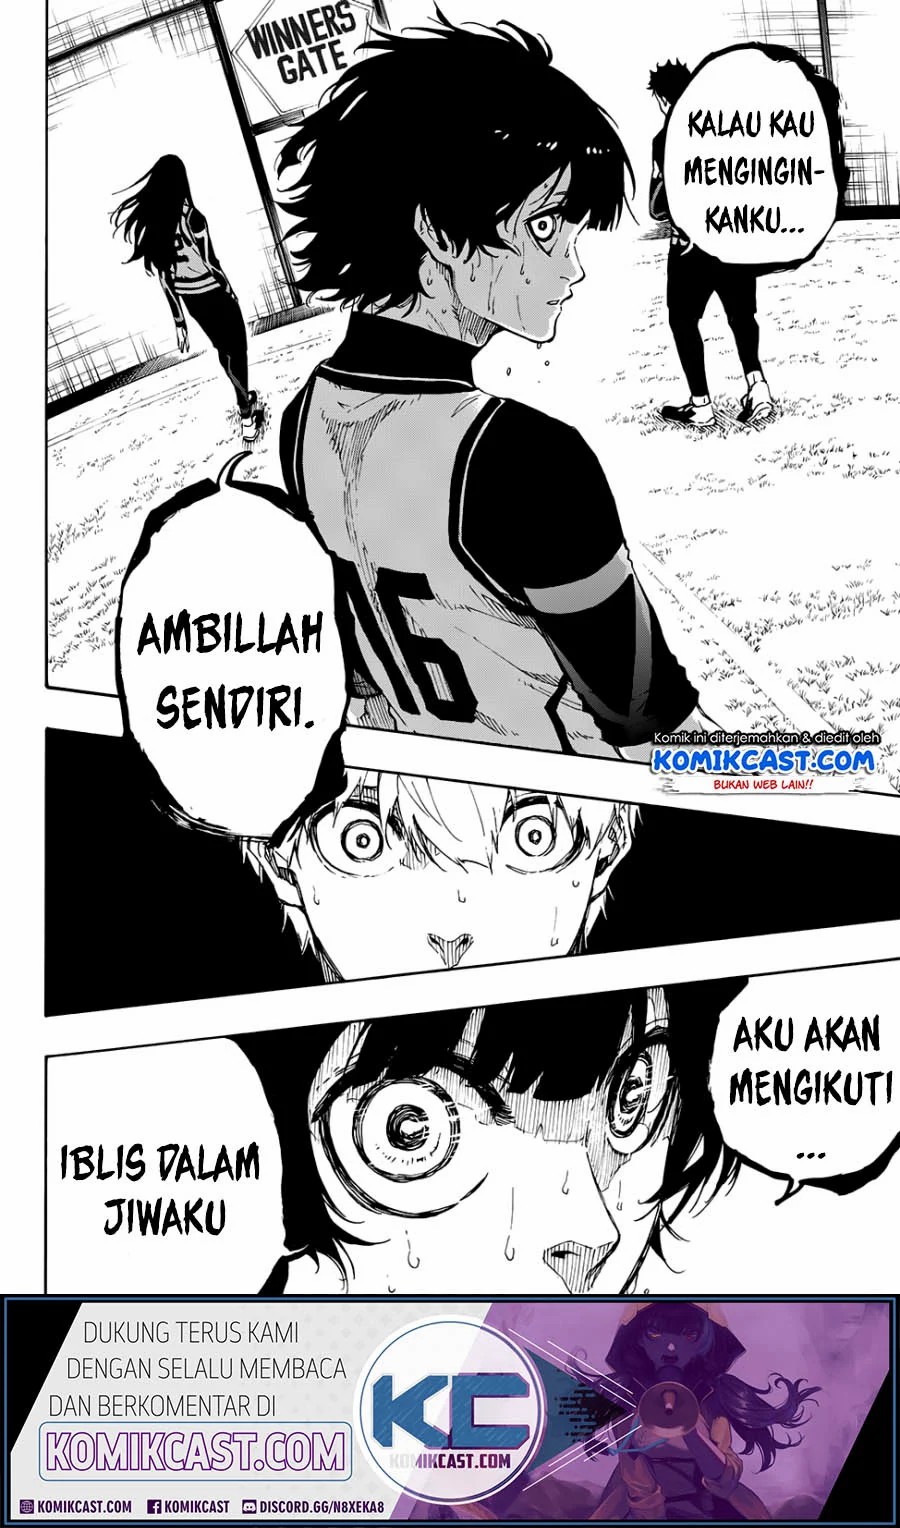 WINNERS
GATE
KALAU KAU
MENGINGIN-
KANKU...
AMBILLAH
SENDIRI.
16
Komik ini diterjemahkan & diedit oleh
KOMIKCAST.COM
BUKAN WEB LAIN!!
AKU AKAN
MENGIKUTI
...
IBLIS DALAM
JIWAKU
DUKUNG TERUS KAMI
DENGAN SELALU MEMBACA
DAN BERKOMENTAR DI
KOMIKCAST.COM
KC
KOMIKCAST.COM
KOMIKCAST.COM
KOMIKCAST
DISCORD.GG/N8XEKA8